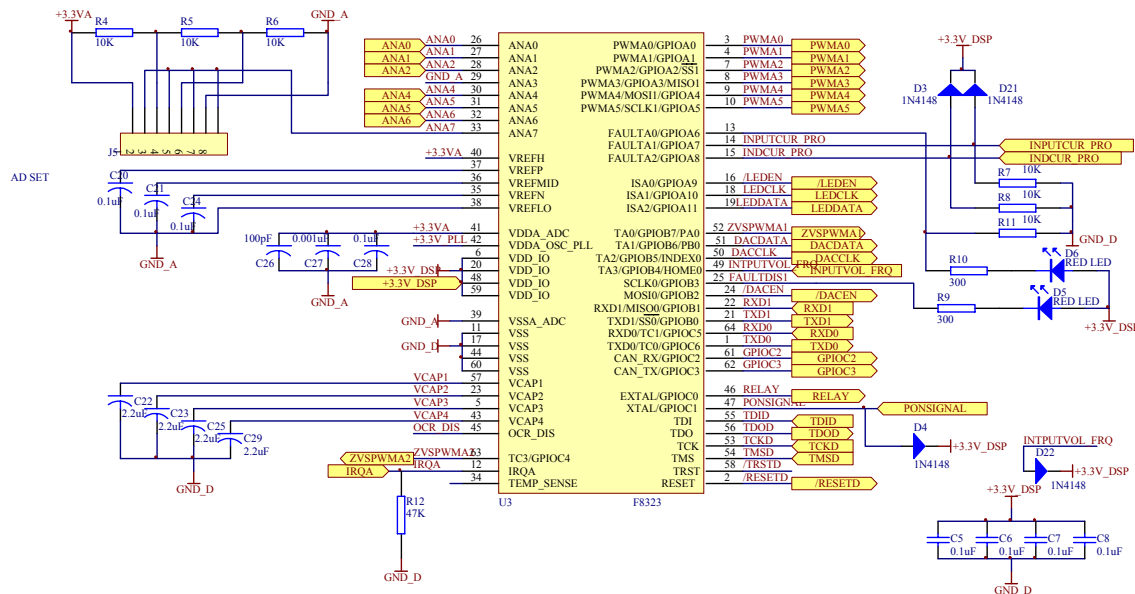 +3.3VA
R4
10K
R5
10K
R6
10K
GND_A
J5
2
3
4
5
6
7
8
AD SET
C20
0.1uF
C21
0.1uF
C24
0.1uF
GND_A
100pF
C26
0.001uF
C27
0.1uF
C28
GND_A
C22
2.2uF
C23
2.2uF
C25
2.2uF
C29
2.2uF
GND_D
R12
47K
GND_D
ANA0 ANA0 26 ANA0
ANA1 ANA1 27 ANA1
ANA2 ANA2 28 ANA2
GND_A 29 ANA3
ANA4 ANA4 30 ANA4
ANA5 ANA5 31 ANA5
ANA6 ANA6 32 ANA6
ANA7 33 ANA7
+3.3VA 40 VREFH
37 VREFP
36 VREFMID
35 VREFN
38 VREFLO
+3.3VA 41 VDDA_ADC
+3.3V_PLL 42 VDDA_OSC_PLL
6 VDD_IO
+3.3V_DSP 20 VDD_IO
+3.3V_DSP 48 VDD_IO
59 VDD_IO
GND_A 39 VSSA_ADC
11 VSS
GND_D 17 VSS
44 VSS
60 VSS
VCAP1 57 VCAP1
VCAP2 23 VCAP2
VCAP3 5 VCAP3
VCAP4 43 VCAP4
OCR_DIS 45 OCR_DIS
ZVSPWMA2 ZVSPWMA2 63 TC3/GPIOC4
IRQA IRQA 12 IRQA
34 TEMP_SENSE
U3
F8323
PWMA0/GPIOA0 3 PWMA0 PWMA0
PWMA1/GPIOA1 4 PWMA1 PWMA1
PWMA2/GPIOA2/SS1 7 PWMA2 PWMA2
PWMA3/GPIOA3/MISO1 8 PWMA3 PWMA3
PWMA4/MOSI1/GPIOA4 9 PWMA4 PWMA4
PWMA5/SCLK1/GPIOA5 10 PWMA5 PWMA5
FAULTA0/GPIOA6 13
FAULTA1/GPIOA7 14 INPUTCUR_PRO INPUTCUR_PRO
FAULTA2/GPIOA8 15 INDCUR_PRO INDCUR_PRO
ISA0/GPIOA9 16 /LEDEN /LEDEN
ISA1/GPIOA10 18 LEDCLK LEDCLK
ISA2/GPIOA11 19 LEDDATA LEDDATA
TA0/GPIOB7/PA0 52 ZVSPWMA1 ZVSPWMA1
TA1/GPIOB6/PB0 51 DACDATA DACDATA
TA2/GPIOB5/INDEX0 50 DACCLK DACCLK
TA3/GPIOB4/HOME0 49 INTPUTVOL_FRQ INPUTVOL_FRQ
SCLK0/GPIOB3 25 FAULTDIS1
MOSI0/GPIOB2 24 /DACEN /DACEN
RXD1/MISO0/GPIOB1 22 RXD1 RXD1
TXD1/SS0/GPIOB0 21 TXD1 TXD1
RXD0/TC1/GPIOC5 64 RXD0 RXD0
TXD0/TC0/GPIOC6 1 TXD0 TXD0
CAN_RX/GPIOC2 61 GPIOC2 GPIOC2
CAN_TX/GPIOC3 62 GPIOC3 GPIOC3
EXTAL/GPIOC0 46 RELAY RELAY
XTAL/GPIOC1 47 PONSIGNAL PONSIGNAL
TDI 55 TDID TDID
TDO 56 TDOD TDOD
TCK 53 TCKD TCKD
TMS 54 TMSD TMSD
TRST 58 /TRSTD
RESET 2 /RESETD /RESETD
+3.3V_DSP
D3
1N4148
D21
1N4148
R7
10K
R8
10K
R11
GND_D
R10
300
D6
RED LED
R9
300
D5
RED LED
+3.3V_DSP
D4
1N4148
+3.3V_DSP
INTPUTVOL_FRQ
D22
1N4148
+3.3V_DSP
+3.3V_DSP
C5
0.1uF
C6
0.1uF
C7
0.1uF
C8
0.1uF
GND_D